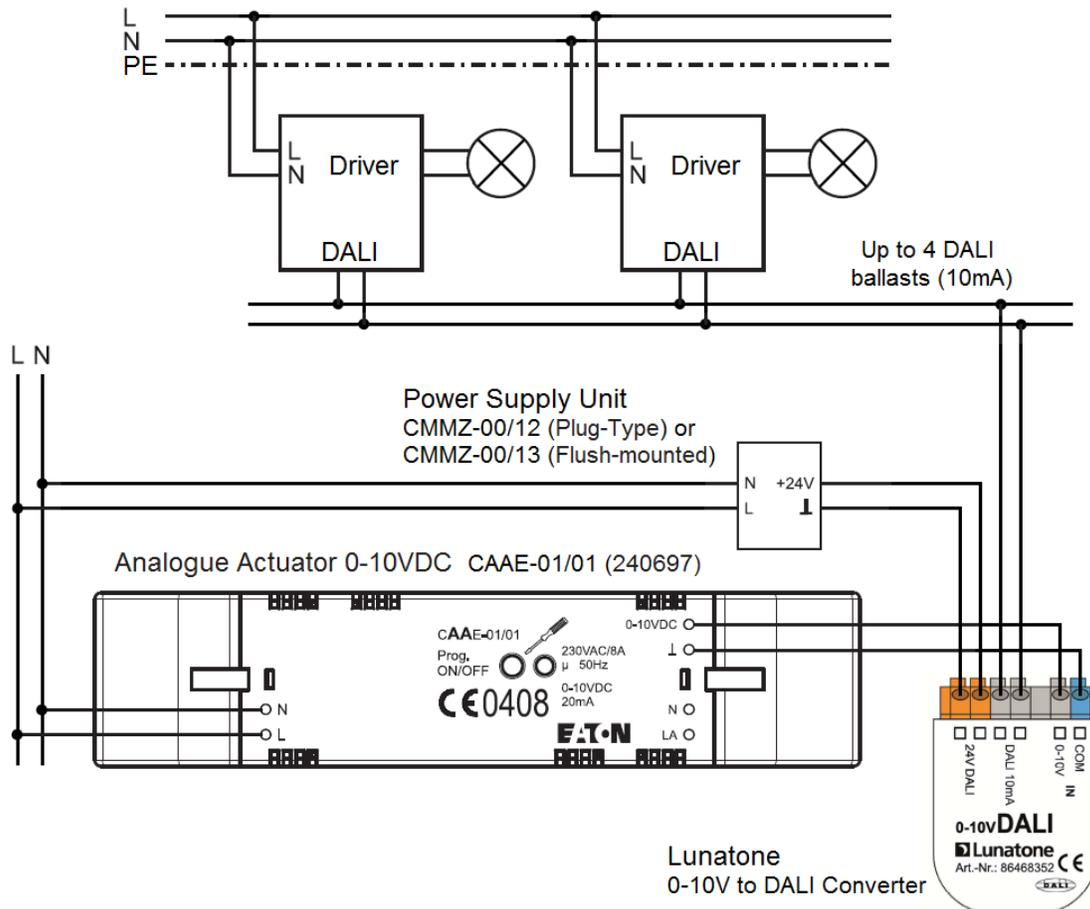 L
N
PE
L
N
Driver
DALI
L
N
Driver
DALI
Up to 4 DALI
ballasts (10mA)
L N
Power Supply Unit
CMMZ-00/12 (Plug-Type) or
CMMZ-00/13 (Flush-mounted)
N +24V
L ⊥
Analogue Actuator 0-10VDC CAAE-01/01 (240697)
CAAE-01/01
Prog.
ON/OFF
230VAC/8A
µ 50Hz
0-10VDC
20mA
CE0408
EATON
0-10VDC
⊥
N
L
N
LA
24V DALI
DALI 10mA
0-10V
COM
IN
0-10VDALI
Lunatone
Art.-Nr.: 86468352 CE
DALI
Lunatone
0-10V to DALI Converter